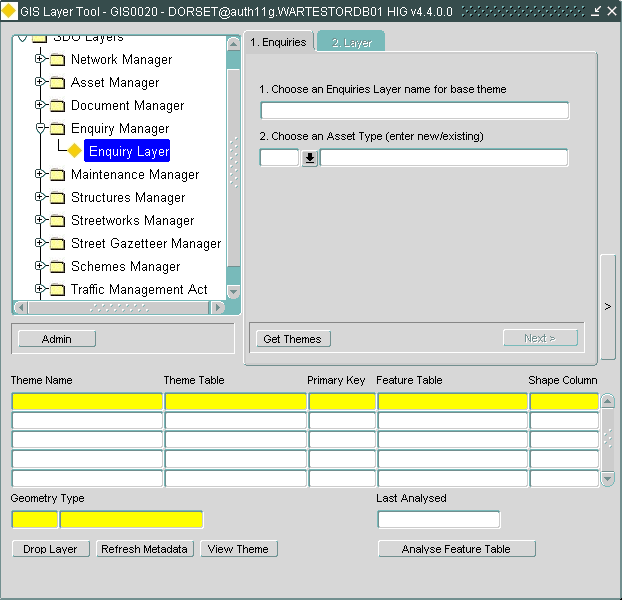 GIS Layer Tool - GIS0020 - DORSET@auth11g.WARTESTORDB01 HIG v4.4.0.0
SDO Layers
Network Manager
Asset Manager
Document Manager
Enquiry Manager
Enquiry Layer
Maintenance Manager
Structures Manager
Streetworks Manager
Street Gazetteer Manager
Schemes Manager
Traffic Management Act
Admin
1. Enquiries
2. Layer
1. Choose an Enquiries Layer name for base theme
2. Choose an Asset Type (enter new/existing)
Get Themes
Next >
>
Theme Name Theme Table Primary Key Feature Table Shape Column
Geometry Type Last Analysed
Drop Layer Refresh Metadata View Theme Analyse Feature Table